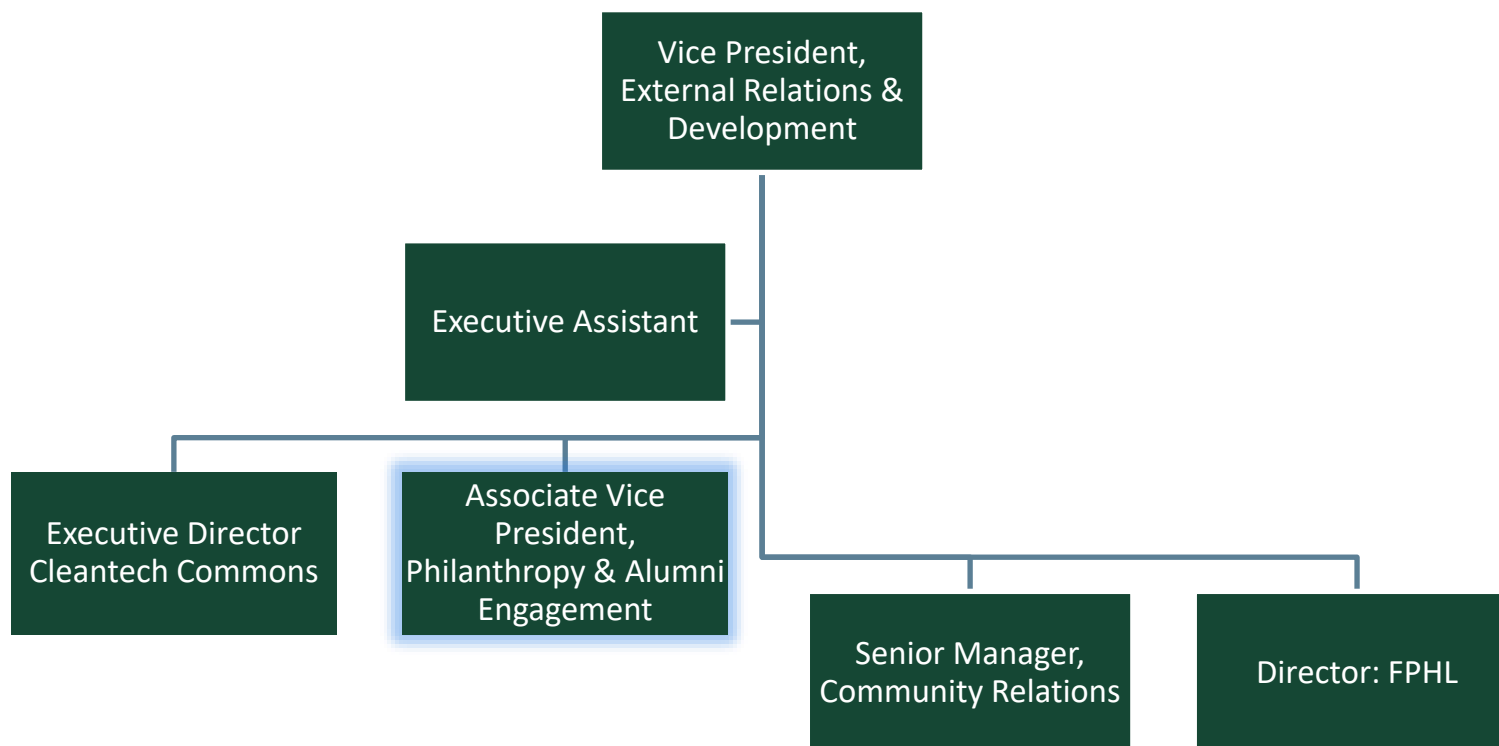 Vice President,
External Relations &
Development
Executive Assistant
Executive Director
Cleantech Commons
Associate Vice
President,
Philanthropy & Alumni
Engagement
Senior Manager,
Community Relations
Director: FPHL